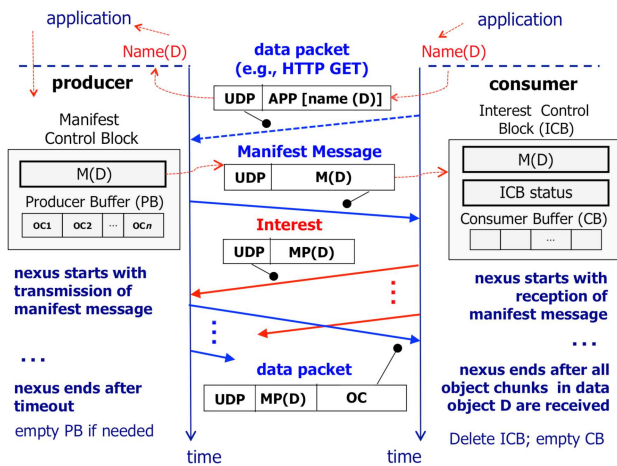 application
application
Name(D)
data packet
(e.g., HTTP GET)
Name(D)
producer
consumer
UDP APP [name (D)]
Manifest
Control Block
Interest Control
Block (ICB)
Manifest Message
M(D)
UDP M(D)
M(D)
ICB status
Producer Buffer (PB)
OC1 OC2 ... OCn
Consumer Buffer (CB)
...
Interest
UDP MP(D)
nexus starts with
transmission of
manifest message
nexus starts with
reception of
manifest message
...
...
data packet
nexus ends after
timeout
nexus ends after all
object chunks in data
object D are received
UDP MP(D) OC
empty PB if needed
Delete ICB; empty CB
time
time